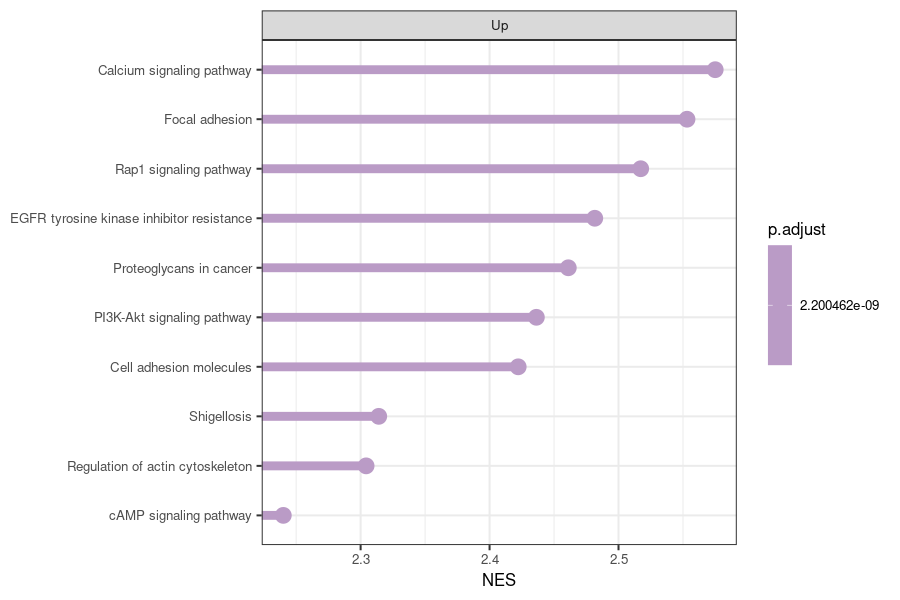 Up
Calcium signaling pathway
Focal adhesion
Rap1 signaling pathway
EGFR tyrosine kinase inhibitor resistance
Proteoglycans in cancer
PI3K-Akt signaling pathway
Cell adhesion molecules
Shigellosis
Regulation of actin cytoskeleton
cAMP signaling pathway
2.3 2.4 2.5
NES
p.adjust
2.200462e-09